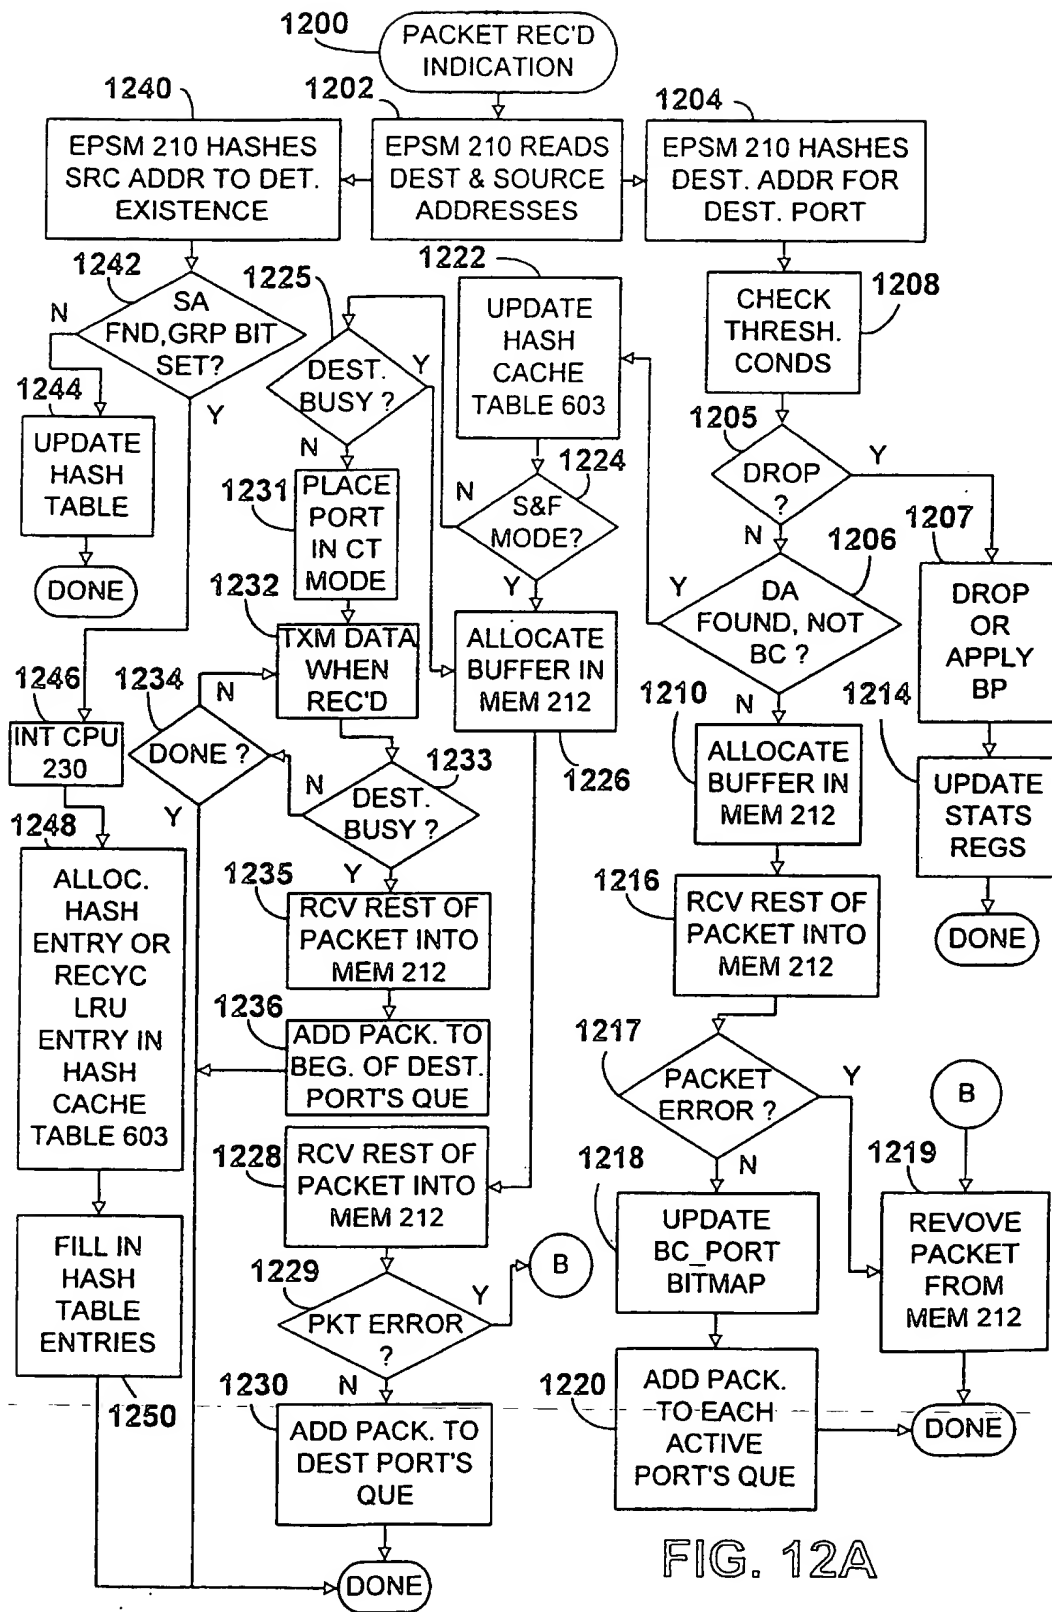 1200
PACKET REC'D
INDICATION
1240
1202
1204
EPSM 210 HASHES
SRC ADDR TO DET.
EXISTENCE
EPSM 210 READS
DEST & SOURCE
ADDRESSES
EPSM 210 HASHES
DEST. ADDR FOR
DEST. PORT
1242
SA
FND,GRP BIT
SET?
N
Y
1225
DEST.
BUSY ?
Y
N
1222
UPDATE
HASH
CACHE
TABLE 603
1208
CHECK
THRESH.
CONDS
1244
UPDATE
HASH
TABLE
DONE
1231
PLACE
PORT
IN CT
MODE
1224
S&F
MODE?
N
Y
1205
DROP
?
Y
N
1206
DA
FOUND, NOT
BC ?
Y
N
1207
DROP
OR
APPLY
BP
1232
TXM DATA
WHEN
REC'D
ALLOCATE
BUFFER IN
MEM 212
1226
1246
INT CPU
230
1234
DONE ?
N
Y
1233
DEST.
BUSY ?
N
Y
1210
ALLOCATE
BUFFER IN
MEM 212
1214
UPDATE
STATS
REGS
DONE
1248
ALLOC.
HASH
ENTRY OR
RECYC
LRU
ENTRY IN
HASH
CACHE
TABLE 603
1235
RCV REST OF
PACKET INTO
MEM 212
1216
RCV REST OF
PACKET INTO
MEM 212
1236
ADD PACK. TO
BEG. OF DEST.
PORT'S QUE
1217
PACKET
ERROR ?
Y
N
B
1228
RCV REST OF
PACKET INTO
MEM 212
1218
UPDATE
BC_PORT
BITMAP
1219
REVOVE
PACKET
FROM
MEM 212
FILL IN
HASH
TABLE
ENTRIES
1250
1229
PKT ERROR
?
Y
N
B
1230
ADD PACK. TO
DEST PORT'S
QUE
1220
ADD PACK.
TO EACH
ACTIVE
PORT'S QUE
DONE
DONE
FIG. 12A